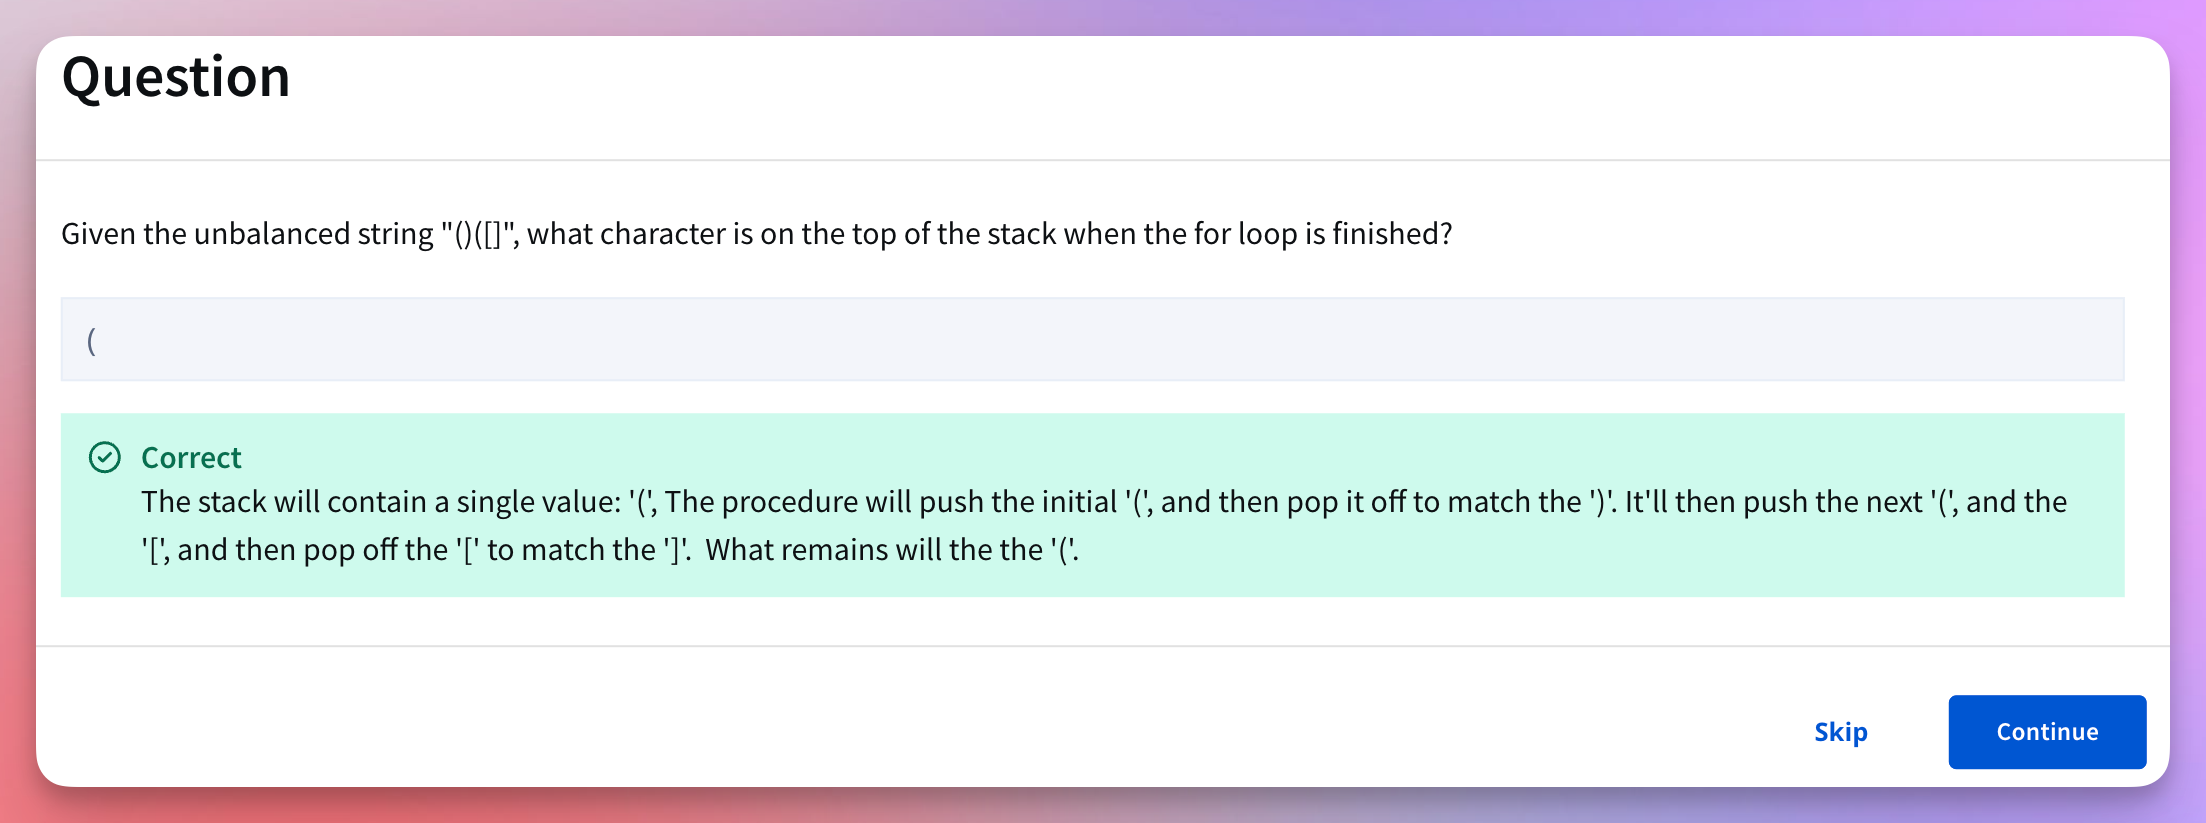 Question
Given the unbalanced string "()([]", what character is on the top of the stack when the for loop is finished?
(
Correct
The stack will contain a single value: '(', The procedure will push the initial '(', and then pop it off to match the ')'. It'll then push the next '(', and the
'[', and then pop off the '[' to match the ']'.  What remains will the the '('.
Skip
Continue